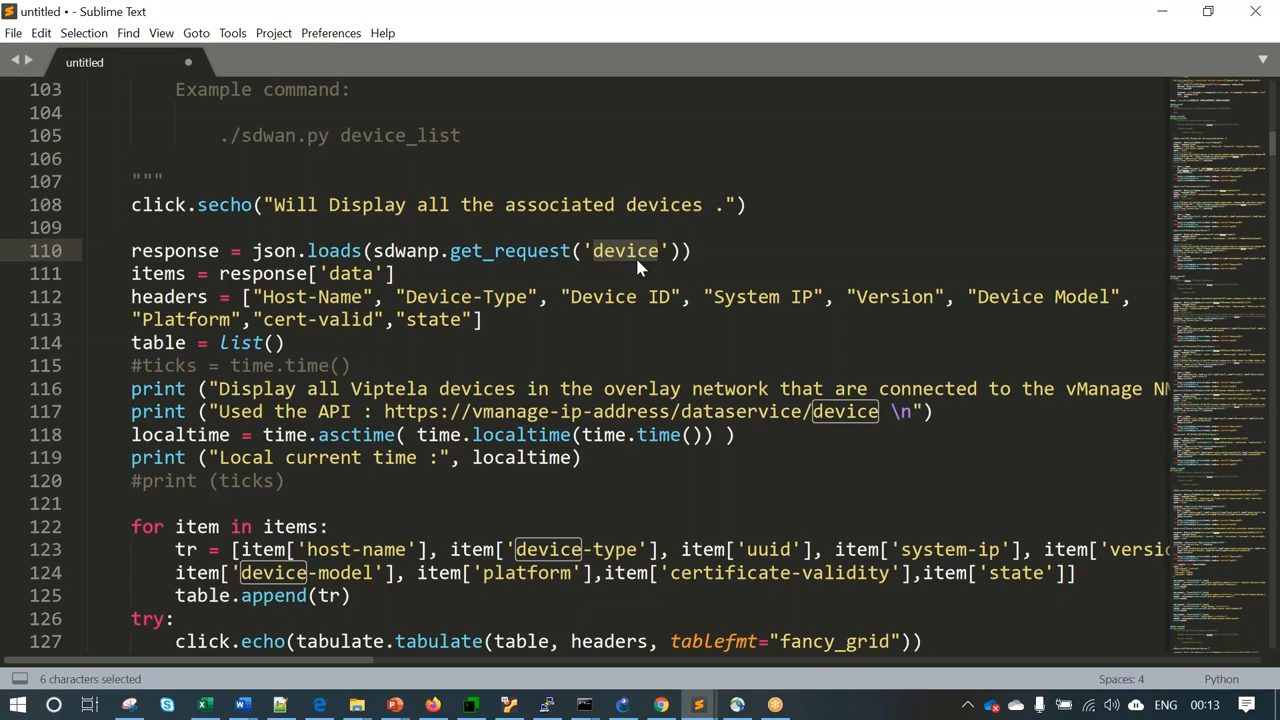 untitled • - Sublime Text
File Edit Selection Find View Goto Tools Project Preferences Help
untitled
103 Example command:
104
105 ./sdwan.py device_list
106
107 """
108 click.secho("Will Display all the associated devices .")
109
110 response = json.loads(sdwan.get_request('device'))
111 items = response['data']
112 headers = ["Host-Name", "Device-Type", "Device ID", "System IP", "Version", "Device Model",
113 "Platform","cert valid","state"]
114 table = list()
115 #ticks = time.time()
116 print ("Display all Viptela devices in the overlay network that are connected to the vManage NM
117 print ("Used the API : https://vmanage-ip-address/dataservice/device \n")
118 localtime = time.asctime( time.localtime(time.time()) )
119 print ("Local current time :", localtime)
120 #print (ticks)
121
122 for item in items:
123 tr = [item['host-name'], item['device-type'], item['uuid'], item['system-ip'], item['versio
124 item['device-model'], item['platform'],item['certificate-validity'],item['state']]
125 table.append(tr)
126 try:
127 click.echo(tabulate.tabulate(table, headers, tablefmt="fancy_grid"))
6 characters selected
Spaces: 4
Python
ENG
00:13